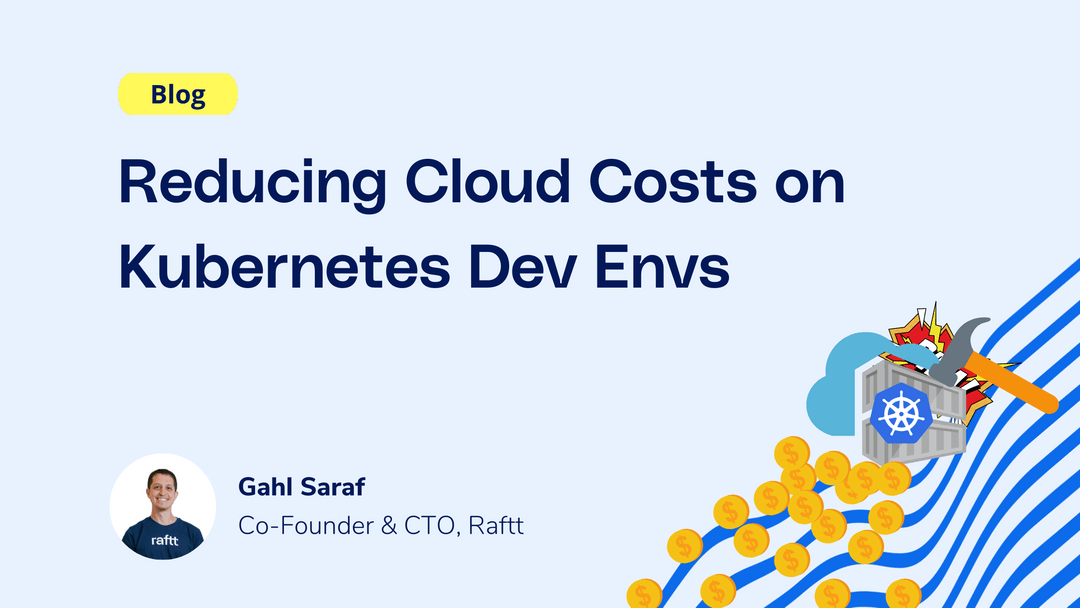 Blog
Reducing Cloud Costs on
Kubernetes Dev Envs
Gahl Saraf
Co-Founder & CTO, Raftt
raftt